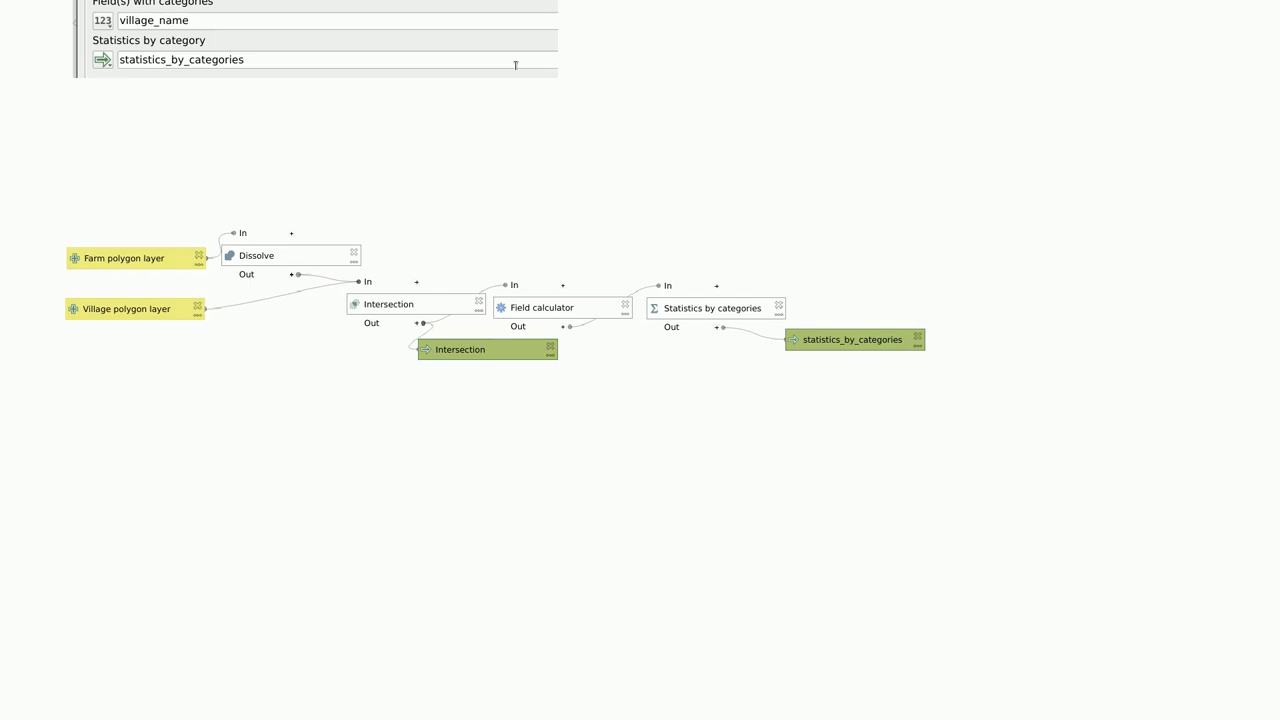 Field(s) with categories
123 village_name
Statistics by category
statistics_by_categories
In +
Farm polygon layer
Dissolve
Out +
In +
Village polygon layer
Intersection
Out +
Intersection
In +
Field calculator
Out +
In +
Statistics by categories
Out +
statistics_by_categories